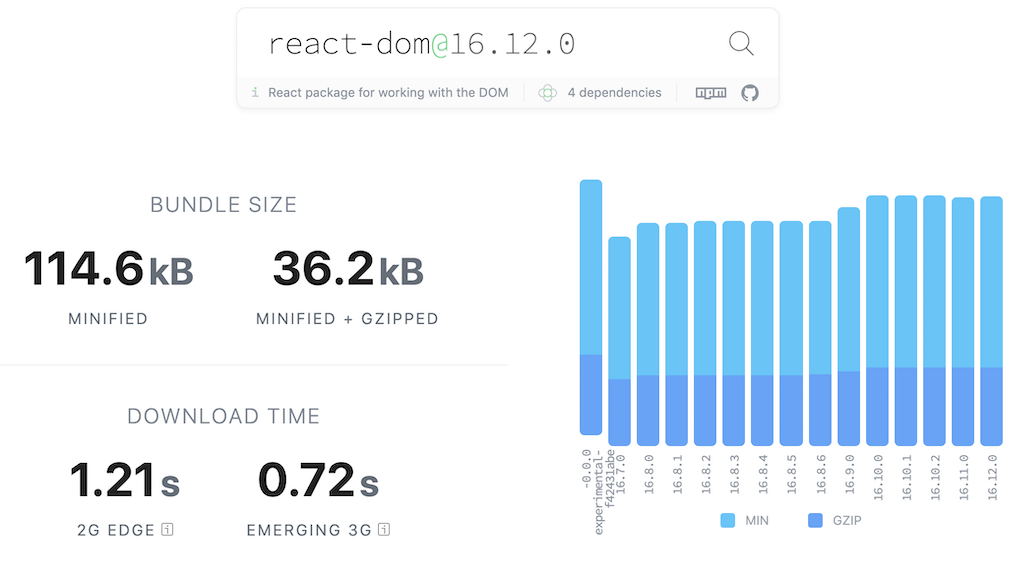 react-dom@16.12.0
i React package for working with the DOM
4 dependencies
npm
BUNDLE SIZE
114.6 kB
36.2 kB
MINIFIED
MINIFIED + GZIPPED
DOWNLOAD TIME
1.21 s
0.72 s
2G EDGE i
EMERGING 3G i
-0.0.0
experimental-
f42431abe
16.7.0
16.8.0
16.8.1
16.8.2
16.8.3
16.8.4
16.8.5
16.8.6
16.9.0
16.10.0
16.10.1
16.10.2
16.11.0
16.12.0
MIN
GZIP